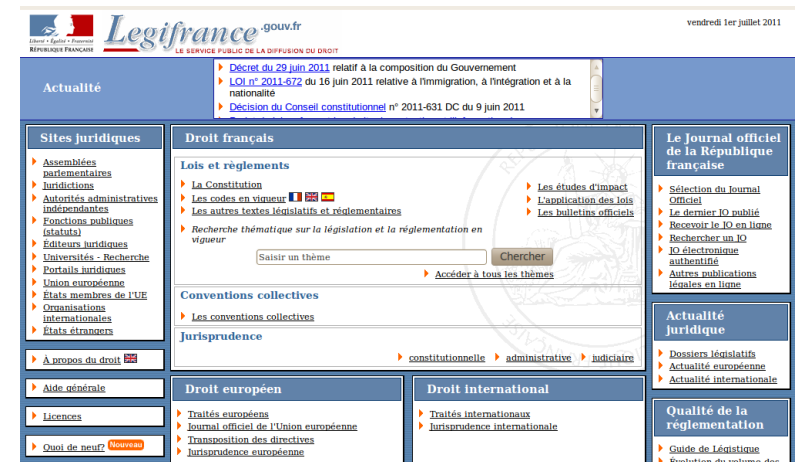 Liberté • Égalité • Fraternité
RÉPUBLIQUE FRANÇAISE
Legifrance.gouv.fr
LE SERVICE PUBLIC DE LA DIFFUSION DU DROIT
vendredi 1er juillet 2011
Actualité
Décret du 29 juin 2011 relatif à la composition du Gouvernement
LOI n° 2011-672 du 16 juin 2011 relative à l'immigration, à l'intégration et à la
nationalité
Décision du Conseil constitutionnel n° 2011-631 DC du 9 juin 2011
Sites juridiques
Assemblées
parlementaires
Juridictions
Autorités administratives
indépendantes
Fonctions publiques
(statuts)
Éditeurs juridiques
Universités - Recherche
Portails juridiques
Union européenne
États membres de l'UE
Organisations
internationales
États étrangers
À propos du droit
Aide générale
Licences
Quoi de neuf? Nouveau
Droit français
Lois et règlements
La Constitution
Les codes en vigueur
Les autres textes législatifs et réglementaires
Les études d'impact
L'application des lois
Les bulletins officiels
Recherche thématique sur la législation et la réglementation en
vigueur
Saisir un thème
Chercher
Accéder à tous les thèmes
Conventions collectives
Les conventions collectives
Jurisprudence
constitutionnelle administrative judiciaire
Droit européen
Traités européens
Journal officiel de l'Union européenne
Transposition des directives
Jurisprudence européenne
Droit international
Traités internationaux
Jurisprudence internationale
Le Journal officiel
de la République
française
Sélection du Journal
Officiel
Le dernier JO publié
Recevoir le JO en ligne
Rechercher un JO
JO électronique
authentifié
Autres publications
légales en ligne
Actualité
juridique
Dossiers législatifs
Actualité européenne
Actualité internationale
Qualité de la
réglementation
Guide de Légistique
Évolution du volume des